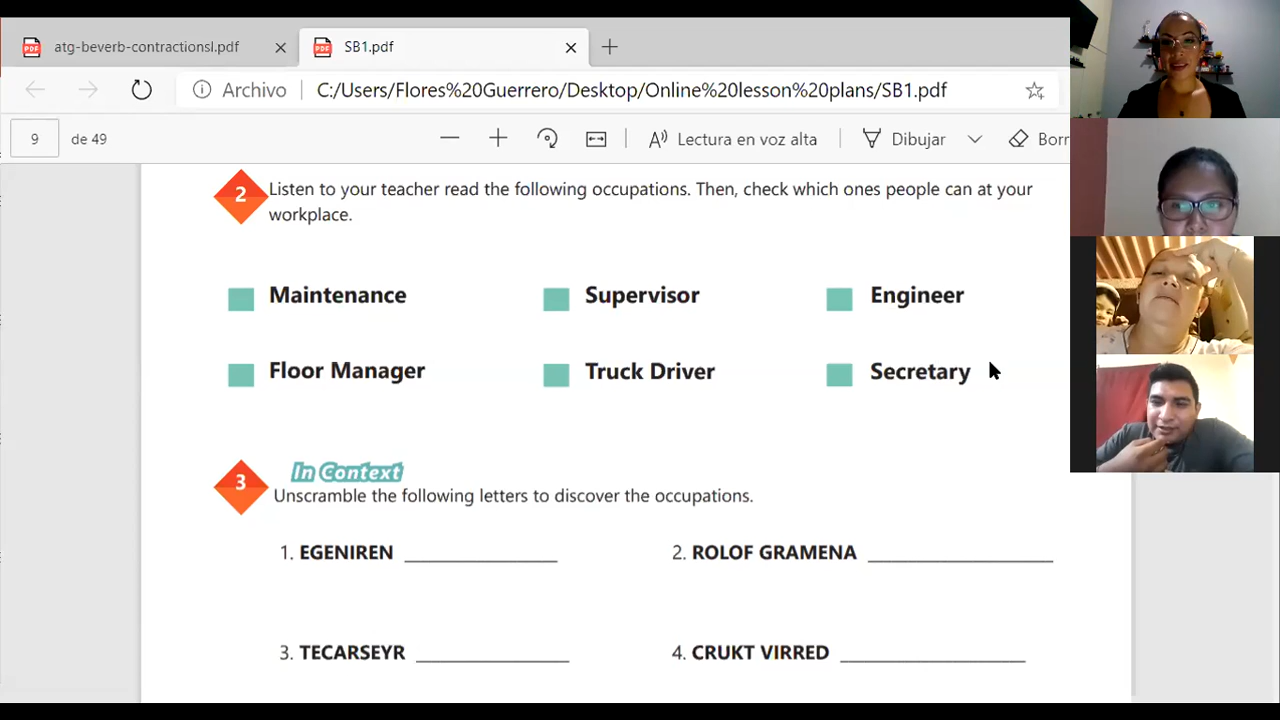 atg-beverb-contractionsl.pdf
SB1.pdf
Archivo
C:/Users/Flores%20Guerrero/Desktop/Online%20lesson%20plans/SB1.pdf
9 de 49
Lectura en voz alta
Dibujar
Borr
2 Listen to your teacher read the following occupations. Then, check which ones people can at your
workplace.
Maintenance Supervisor Engineer
Floor Manager Truck Driver Secretary
In Context
3 Unscramble the following letters to discover the occupations.
1. EGENIREN 2. ROLOF GRAMENA
3. TECARSEYR 4. CRUKT VIRRED